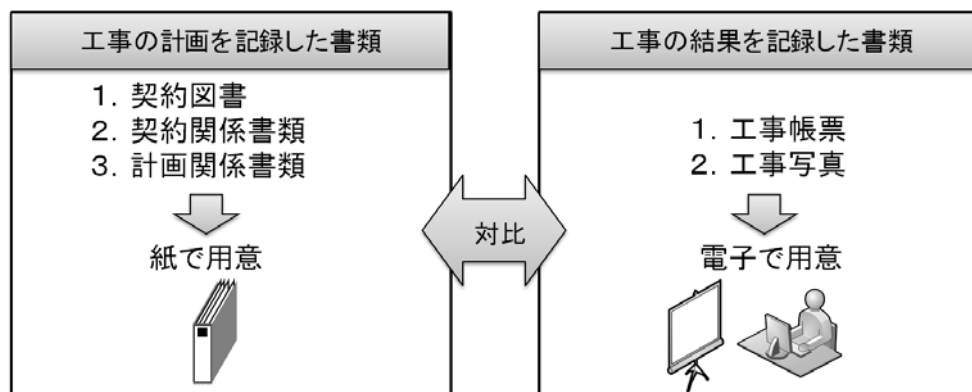 工事の計画を記録した書類
1. 契約図書
2. 契約関係書類
3. 計画関係書類
紙で用意
対比
工事の結果を記録した書類
1. 工事帳票
2. 工事写真
電子で用意